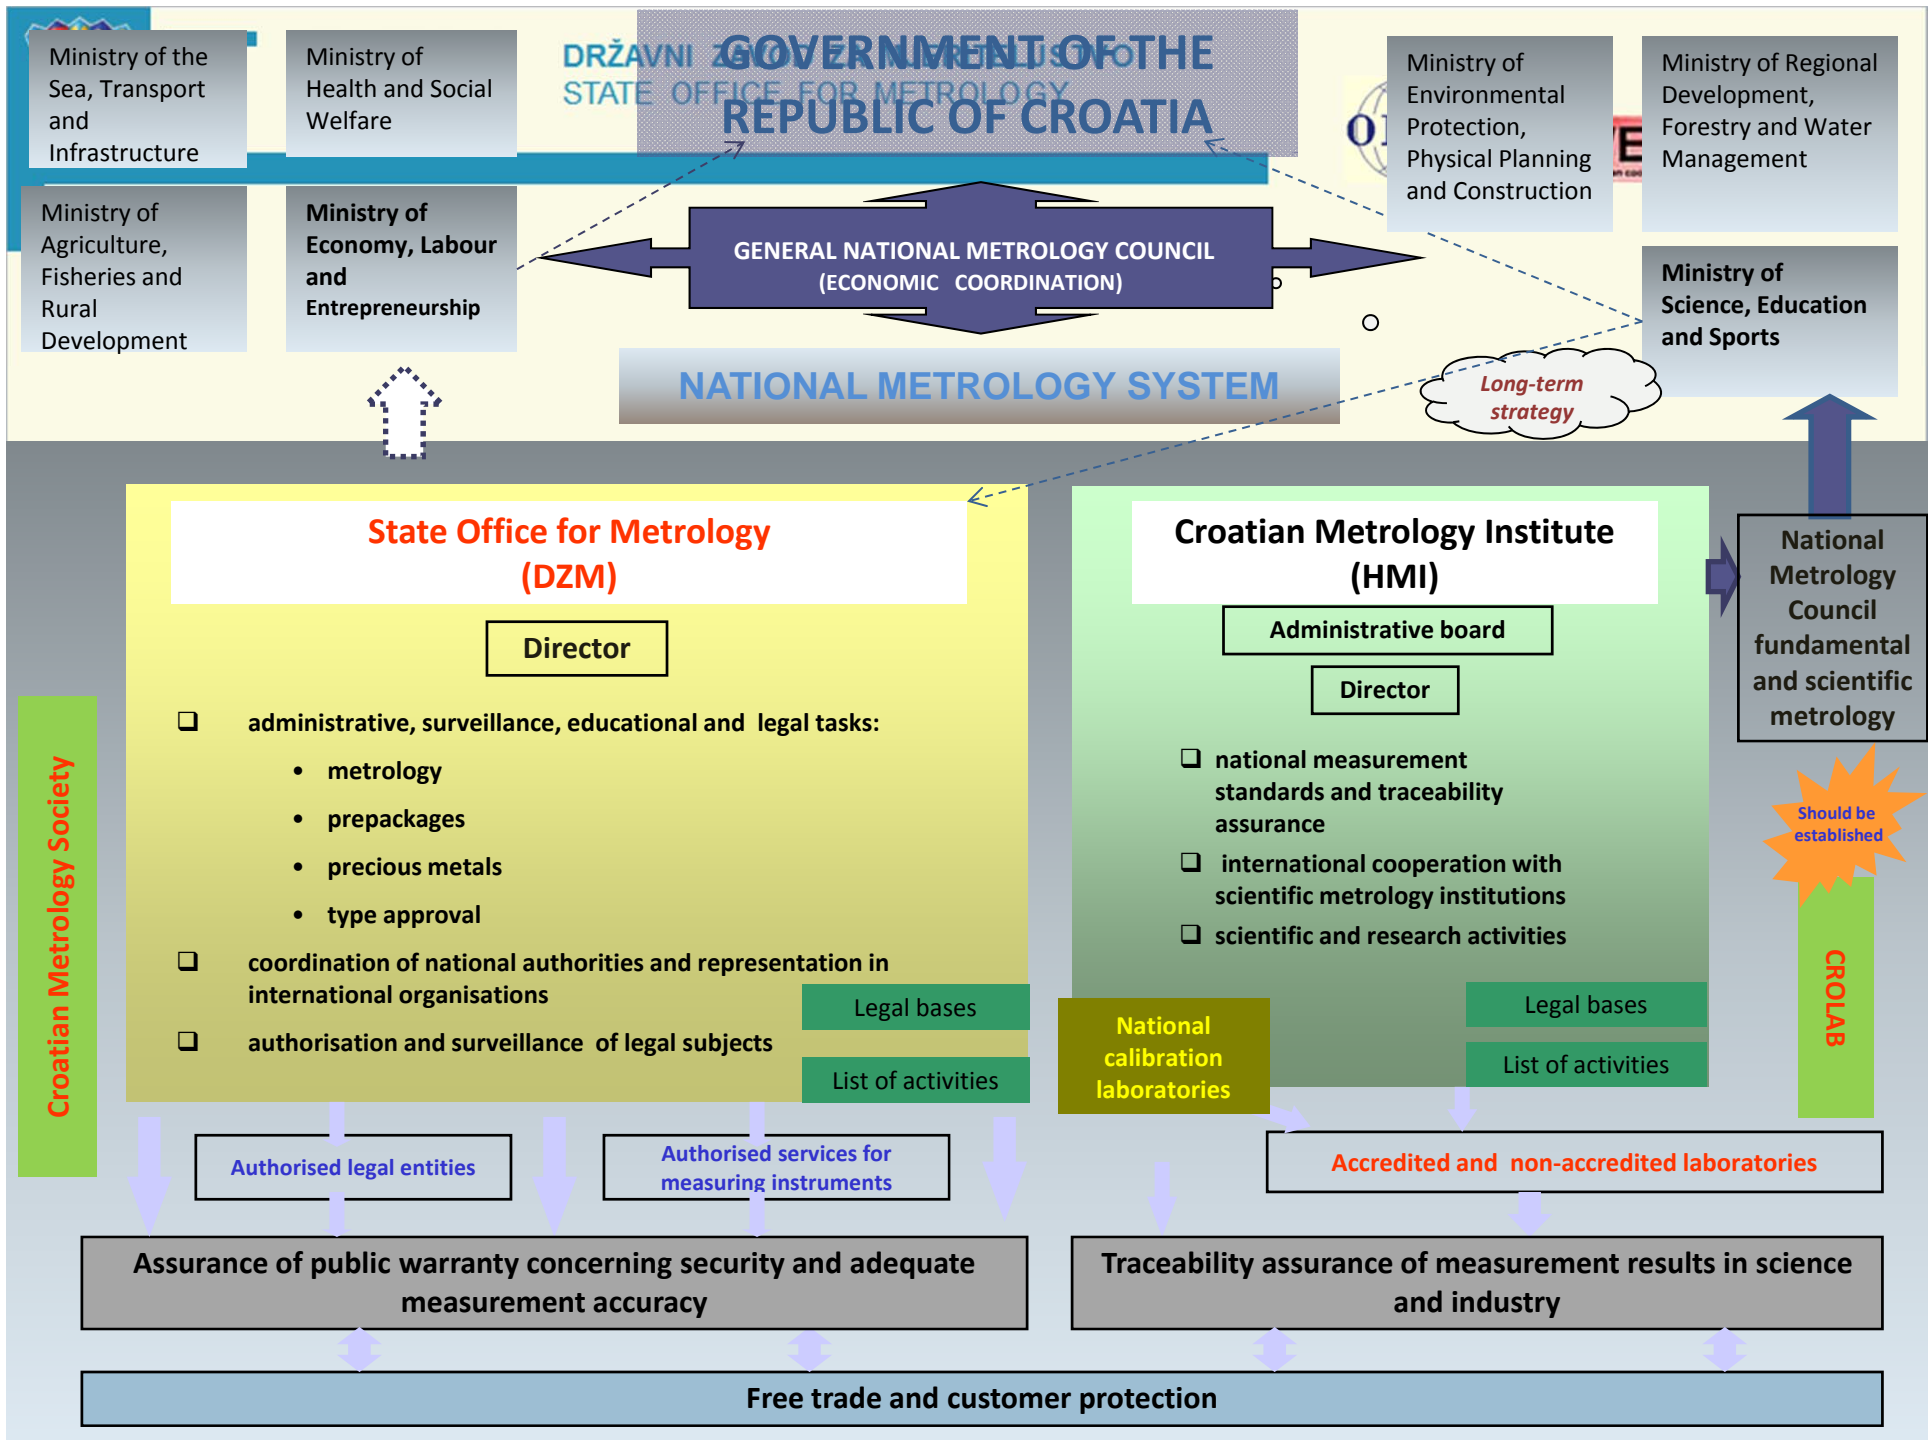 Ministry of the
Sea, Transport
and
Infrastructure
Ministry of
Health and Social
Welfare
DRŽAVNI ZAVOD ZA MJERITELJSTVO
STATE OFFICE FOR METROLOGY
GOVERNMENT OF THE
REPUBLIC OF CROATIA
Ministry of
Environmental
Protection,
Physical Planning
and Construction
Ministry of Regional
Development,
Forestry and Water
Management
Ministry of
Agriculture,
Fisheries and
Rural
Development
Ministry of
Economy, Labour
and
Entrepreneurship
GENERAL NATIONAL METROLOGY COUNCIL
(ECONOMIC COORDINATION)
Ministry of
Science, Education
and Sports
NATIONAL METROLOGY SYSTEM
Long-term
strategy
State Office for Metrology
(DZM)
Director
administrative, surveillance, educational and legal tasks:
• metrology
• prepackages
• precious metals
• type approval
coordination of national authorities and representation in
international organisations
authorisation and surveillance of legal subjects
Legal bases
List of activities
Croatian Metrology Institute
(HMI)
Administrative board
Director
national measurement
standards and traceability
assurance
international cooperation with
scientific metrology institutions
scientific and research activities
Legal bases
List of activities
National
calibration
laboratories
National
Metrology
Council
fundamental
and scientific
metrology
Should be
established
CROLAB
Croatian Metrology Society
Authorised legal entities
Authorised services for
measuring instruments
Accredited and non-accredited laboratories
Assurance of public warranty concerning security and adequate
measurement accuracy
Traceability assurance of measurement results in science
and industry
Free trade and customer protection